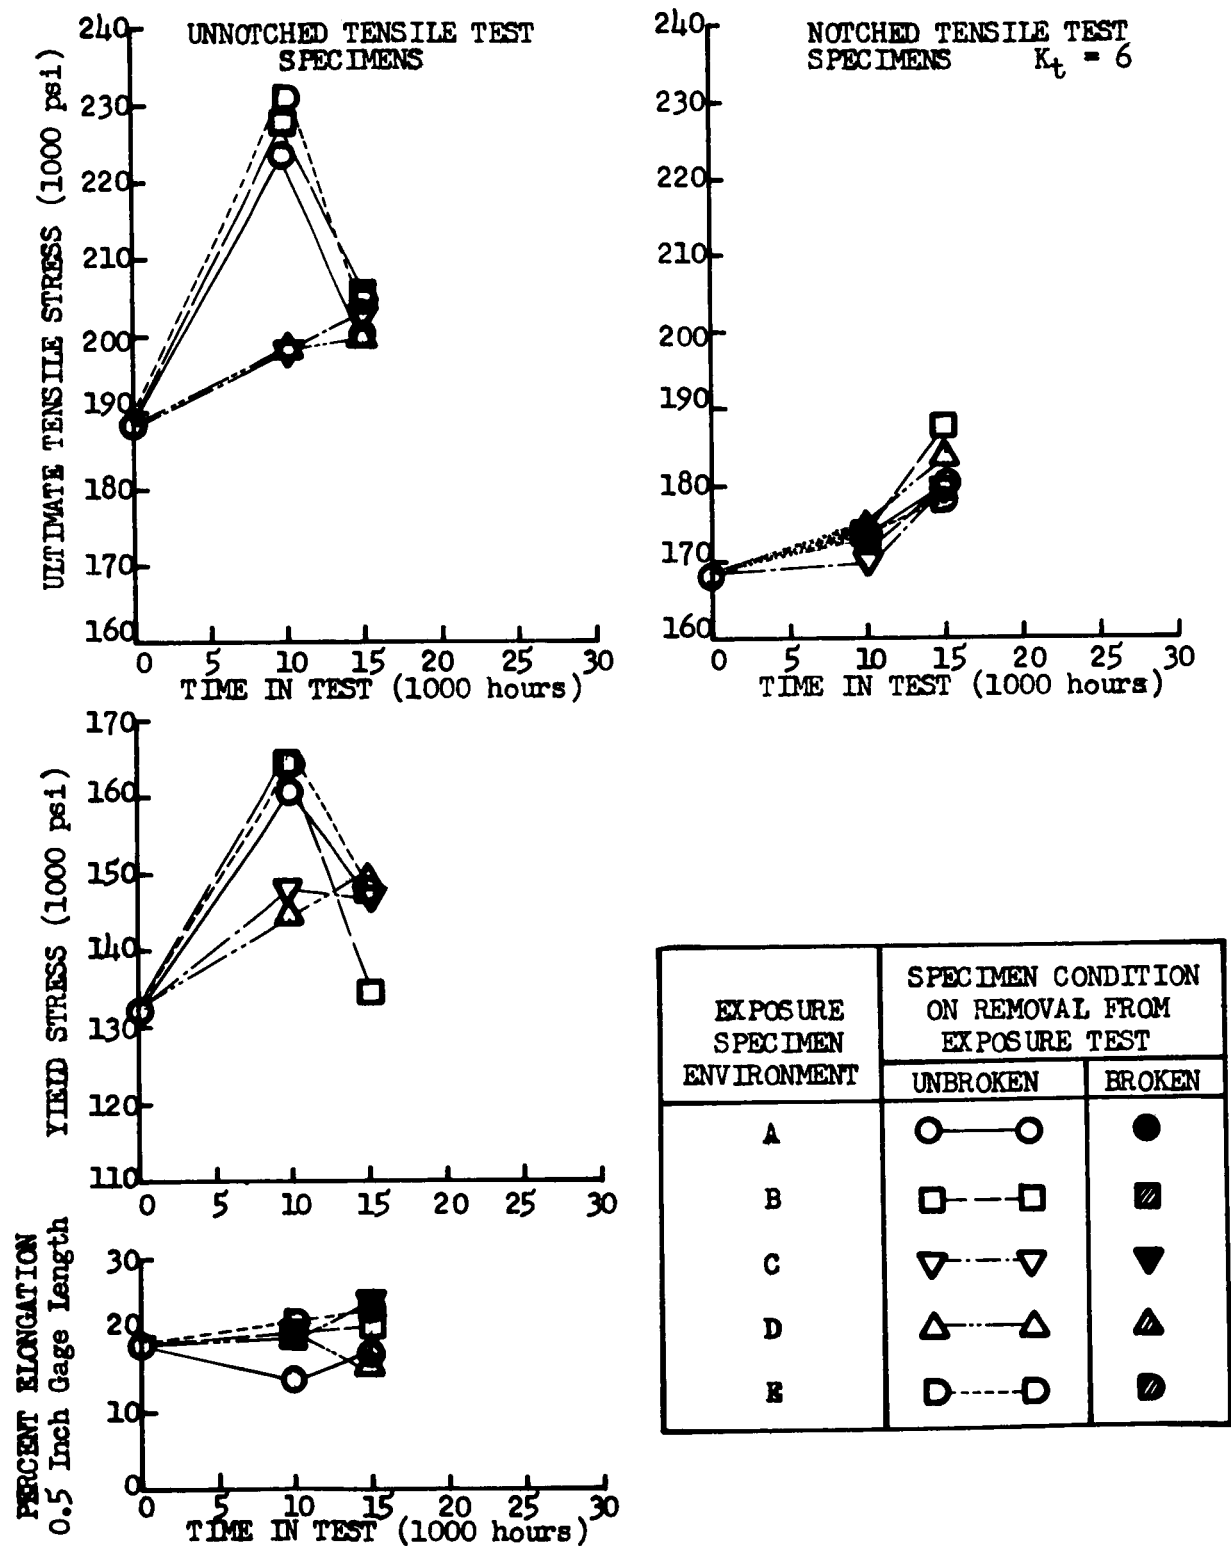 UNNOTCHED TENSILE TEST
SPECIMENS
ULTIMATE TENSILE STRESS (1000 psi)
240
230
220
210
200
190
180
170
160
0 5 10 15 20 25 30
TIME IN TEST (1000 hours)
NOTCHED TENSILE TEST
SPECIMENS Kt = 6
240
230
220
210
200
190
180
170
160
0 5 10 15 20 25 30
TIME IN TEST (1000 hours)
YIELD STRESS (1000 psi)
170
160
150
140
130
120
110
0 5 10 15 20 25 30
PERCENT ELONGATION
0.5 Inch Gage Length
30
20
10
0
0 5 10 15 20 25 30
TIME IN TEST (1000 hours)
EXPOSURE
SPECIMEN
ENVIRONMENT
SPECIMEN CONDITION
ON REMOVAL FROM
EXPOSURE TEST
UNBROKEN BROKEN
A
B
C
D
E